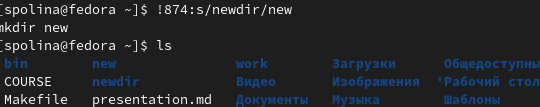 [spolina@fedora ~]$ !874:s/newdir/new
mkdir new
[spolina@fedora ~]$ ls
bin new work Загрузки Общедоступны
COURSE newdir Видео Изображения 'Рабочий стол
Makefile presentation.md Документы Музыка Шаблоны